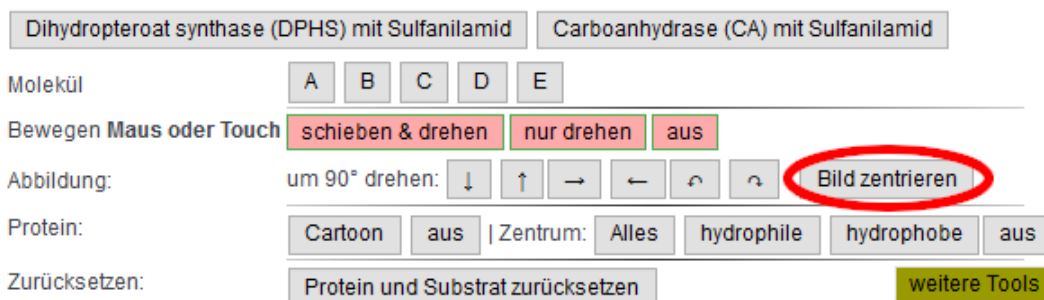 Dihydropteroat synthase (DPHS) mit Sulfanilamid Carboanhydrase (CA) mit Sulfanilamid
Molekül A B C D E
Bewegen Maus oder Touch schieben & drehen nur drehen aus
Abbildung: um 90° drehen: ↓ ↑ → ← ↶ ↷ Bild zentrieren
Protein: Cartoon aus | Zentrum: Alles hydrophile hydrophobe aus
Zurücksetzen: Protein und Substrat zurücksetzen weitere Tools